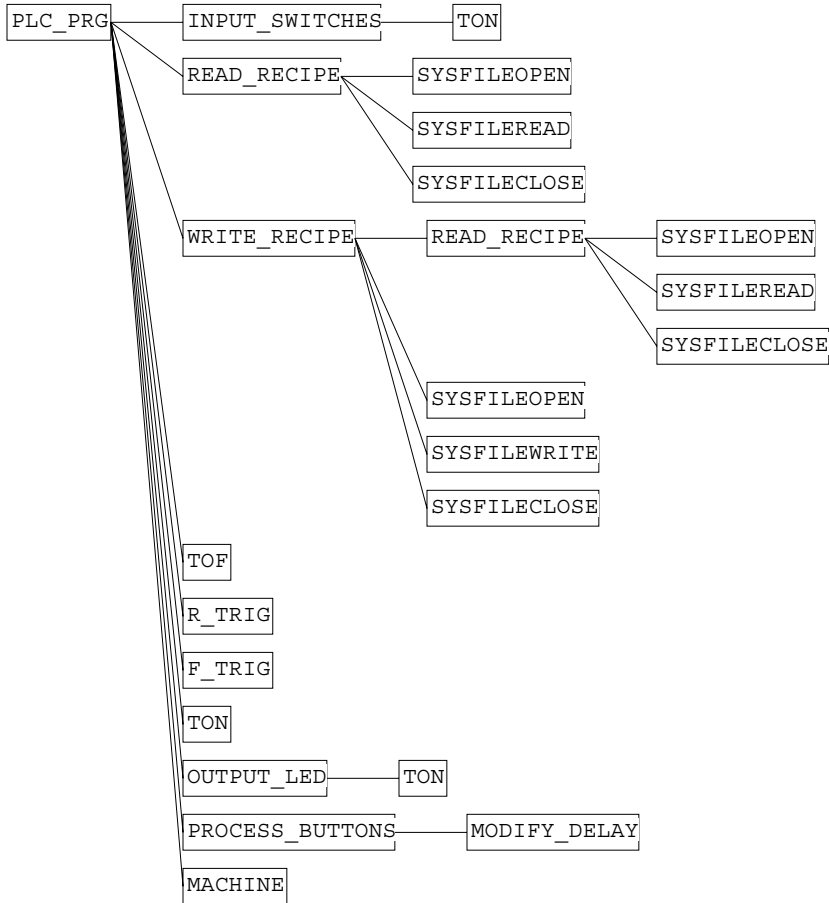 PLC_PRG INPUT_SWITCHES TON
READ_RECIPE SYSFILEOPEN
SYSFILEREAD
SYSFILECLOSE
WRITE_RECIPE READ_RECIPE SYSFILEOPEN
SYSFILEREAD
SYSFILECLOSE
SYSFILEOPEN
SYSFILEWRITE
SYSFILECLOSE
TOF
R_TRIG
F_TRIG
TON
OUTPUT_LED TON
PROCESS_BUTTONS MODIFY_DELAY
MACHINE